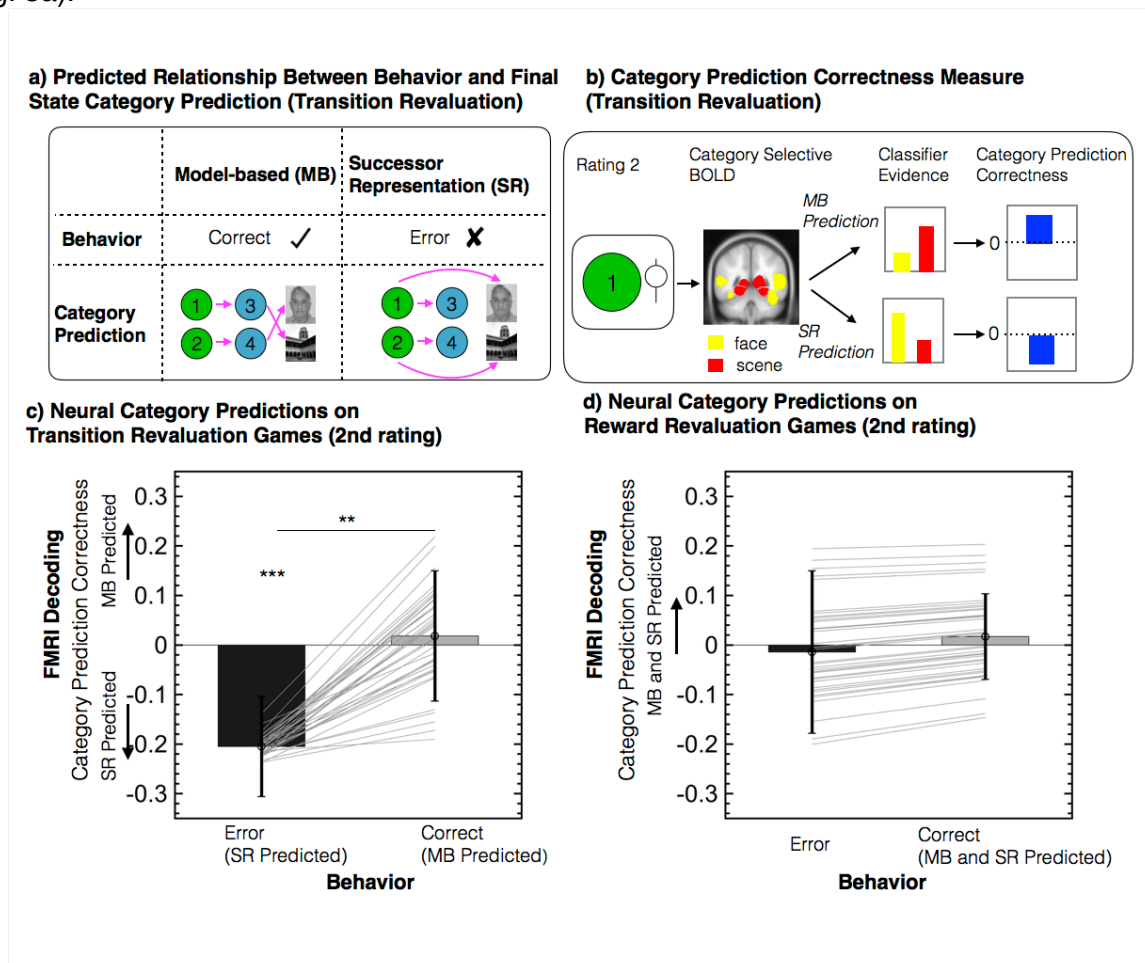 g. 3a).
a) Predicted Relationship Between Behavior and Final
State Category Prediction (Transition Revaluation)
Model-based (MB)
Successor
Representation (SR)
Behavior
Correct ✓
Error ✘
Category
Prediction
1 3
2 4
1 3
2 4
b) Category Prediction Correctness Measure
(Transition Revaluation)
Rating 2
Category Selective
BOLD
Classifier
Evidence
Category Prediction
Correctness
MB
Prediction
0
1
SR
Prediction
0
face
scene
c) Neural Category Predictions on
Transition Revaluation Games (2nd rating)
FMRI Decoding
Category Prediction Correctness
SR Predicted
MB Predicted
0.3
0.2
0.1
0
-0.1
-0.2
-0.3
**
***
Error
(SR Predicted)
Correct
(MB Predicted)
Behavior
d) Neural Category Predictions on
Reward Revaluation Games (2nd rating)
FMRI Decoding
Category Prediction Correctness
MB and SR Predicted
0.3
0.2
0.1
0
-0.1
-0.2
-0.3
Error
Correct
(MB and SR Predicted)
Behavior